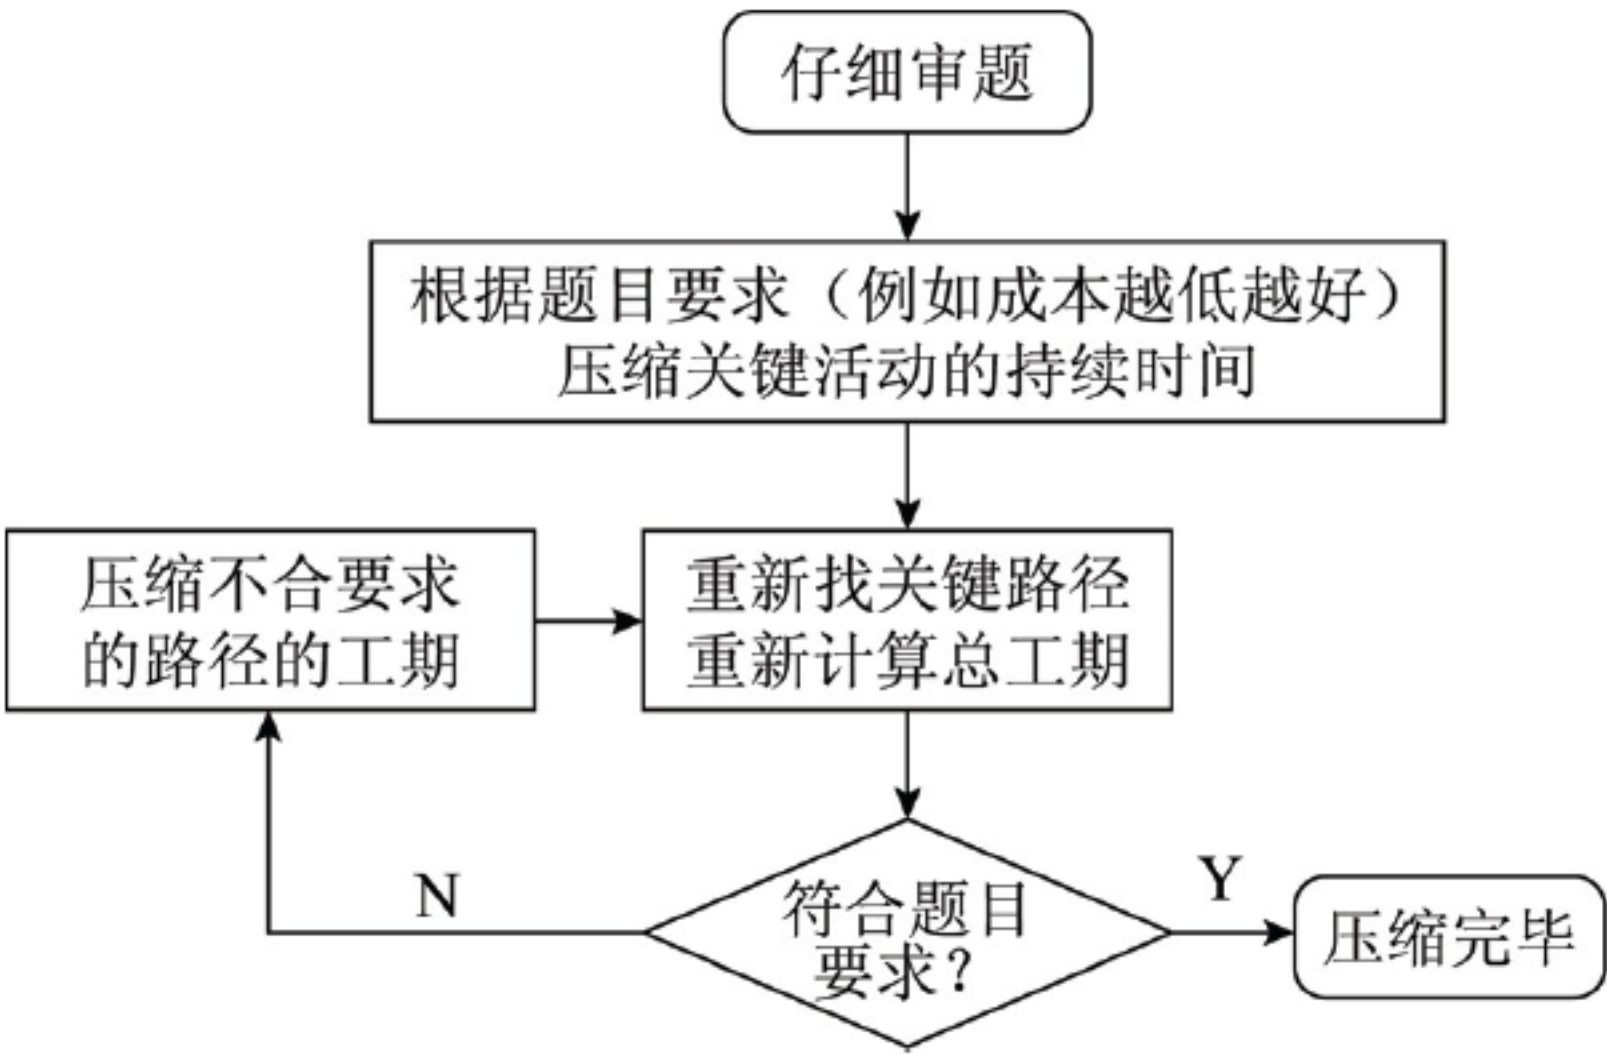 仔细审题
根据题目要求（例如成本越低越好）
压缩关键活动的持续时间
压缩不合要求
的路径的工期
重新找关键路径
重新计算总工期
N
符合题目
要求？
Y
压缩完毕